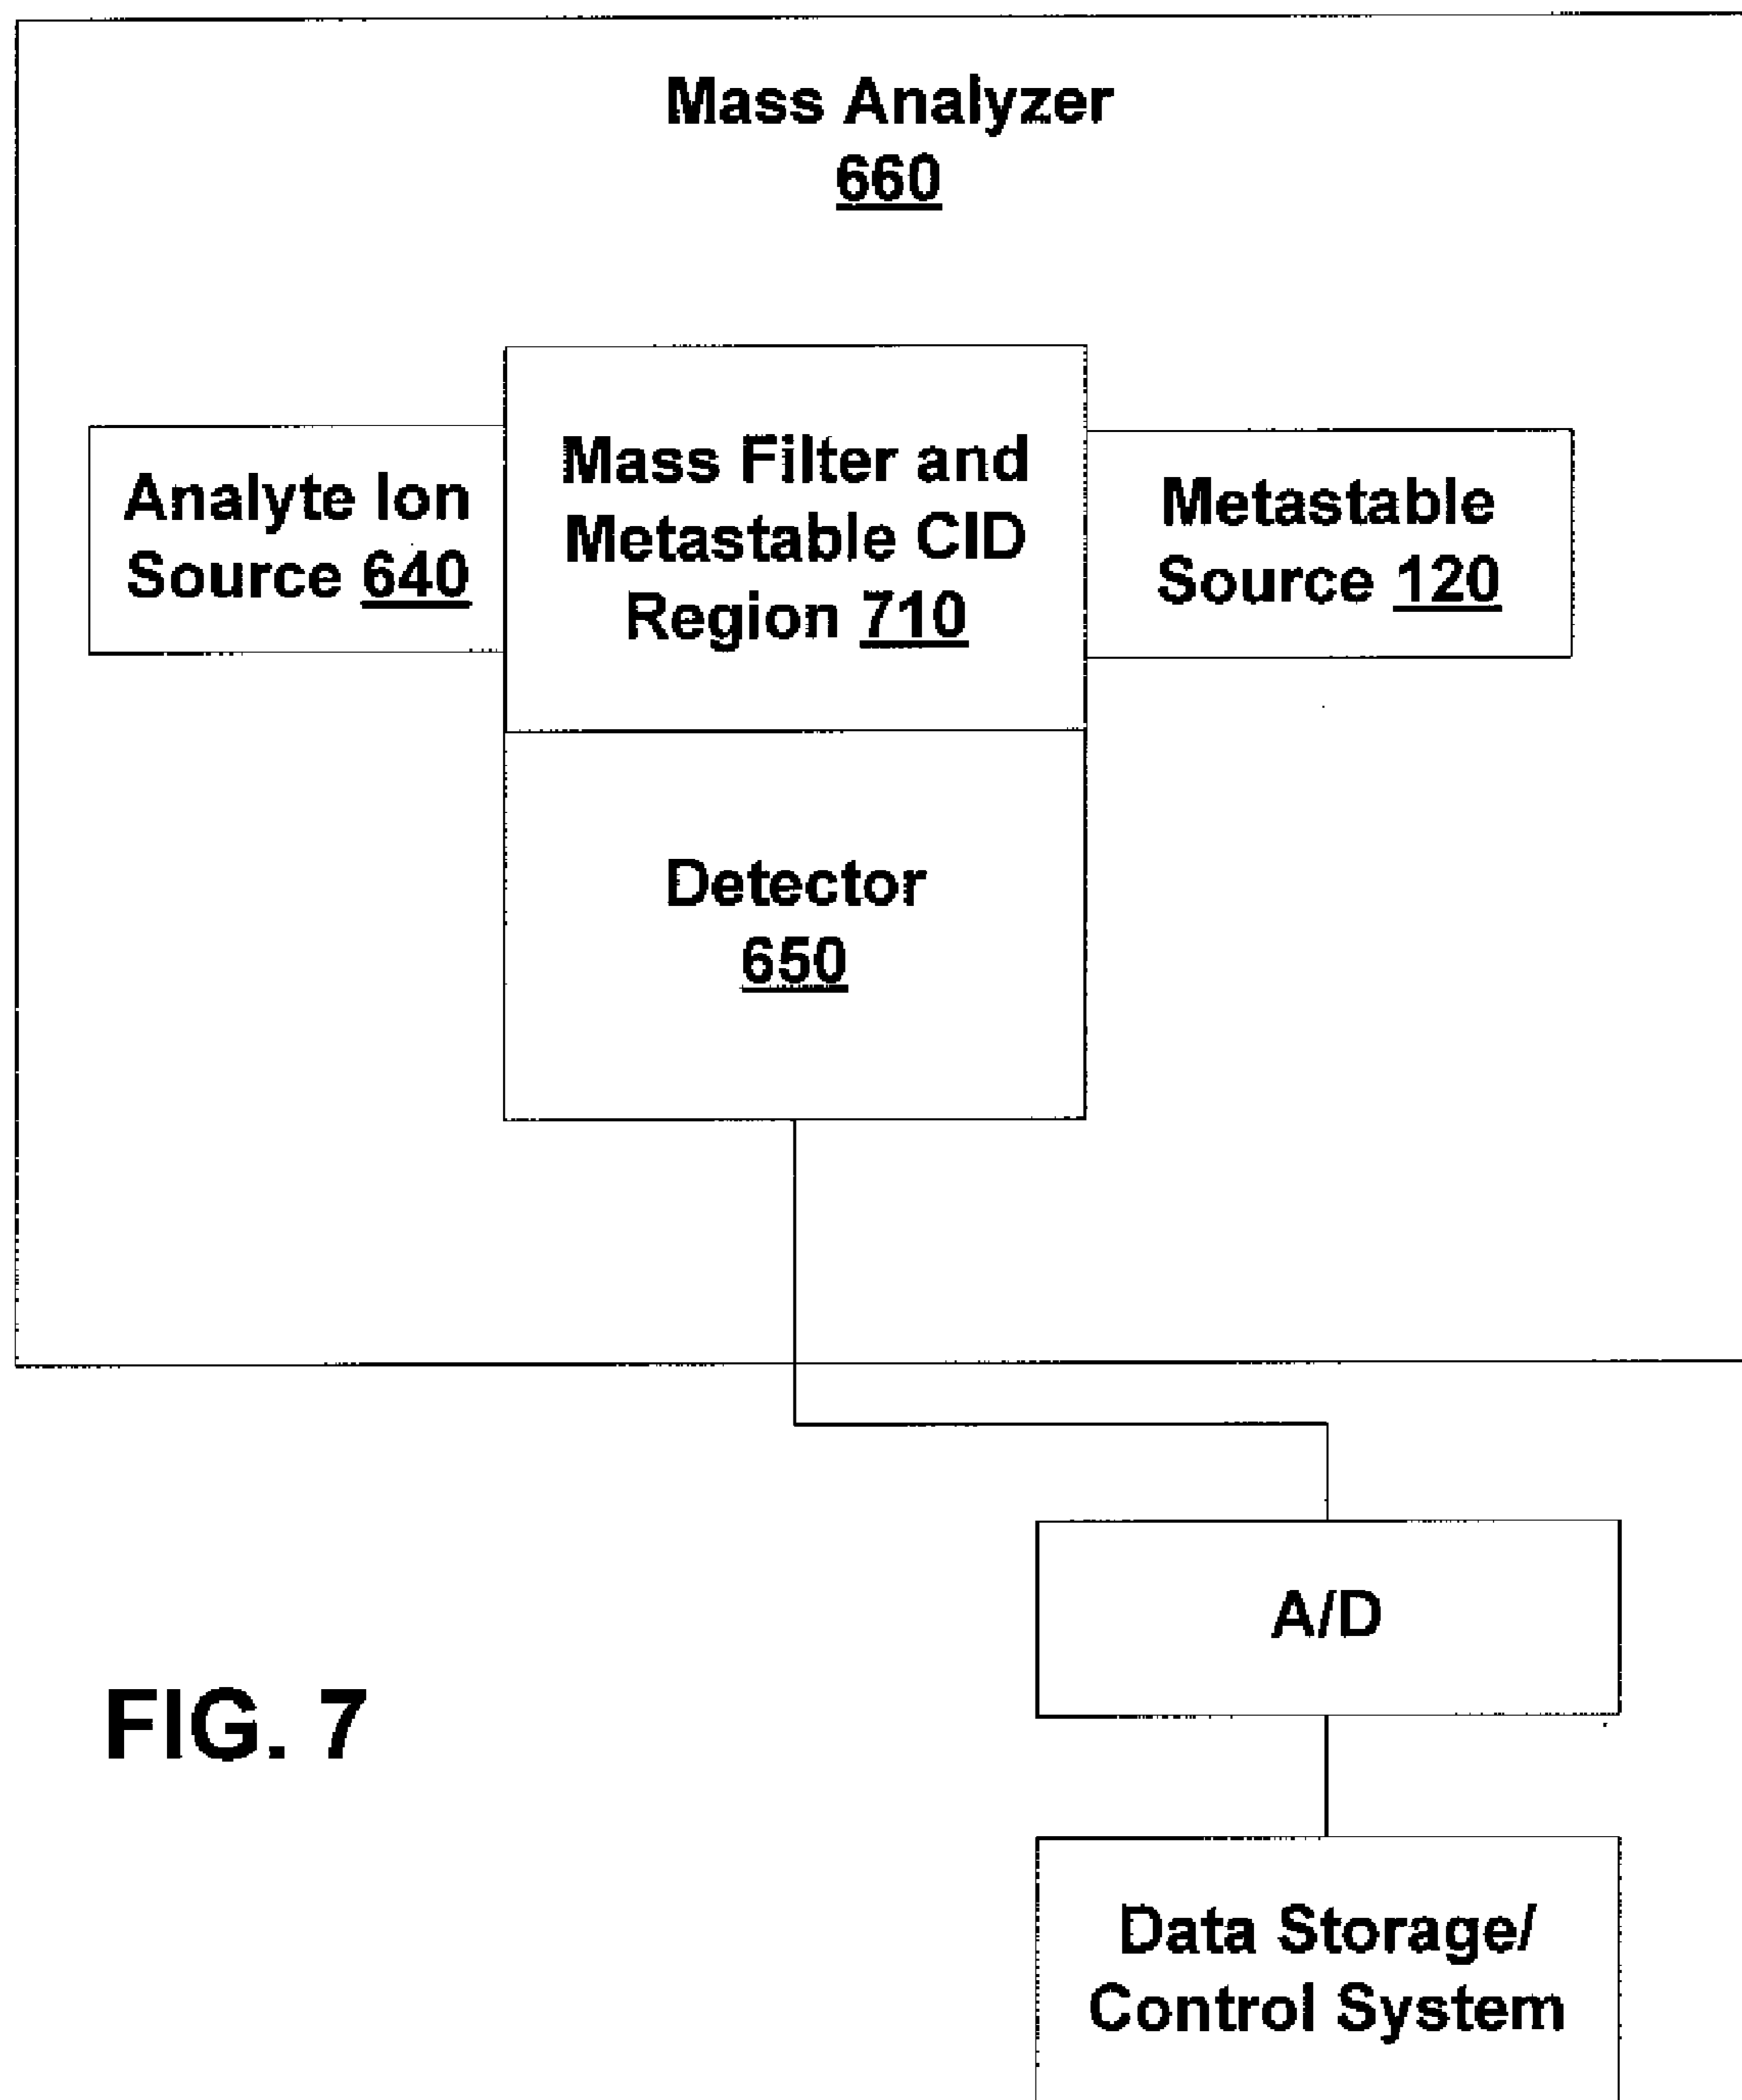 Mass Analyzer
660
Analyte Ion
Source 640
Mass Filter and
Metastable CID
Region 710
Metastable
Source 120
Detector
650
A/D
FIG. 7
Data Storage/
Control System